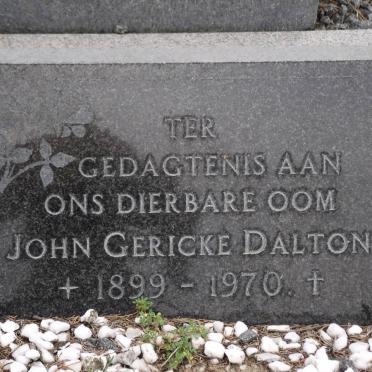 TER
GEDAGTENIS AAN
ONS DIERBARE OOM
JOHN GERICKE DALTON
+ 1899 - 1970. †